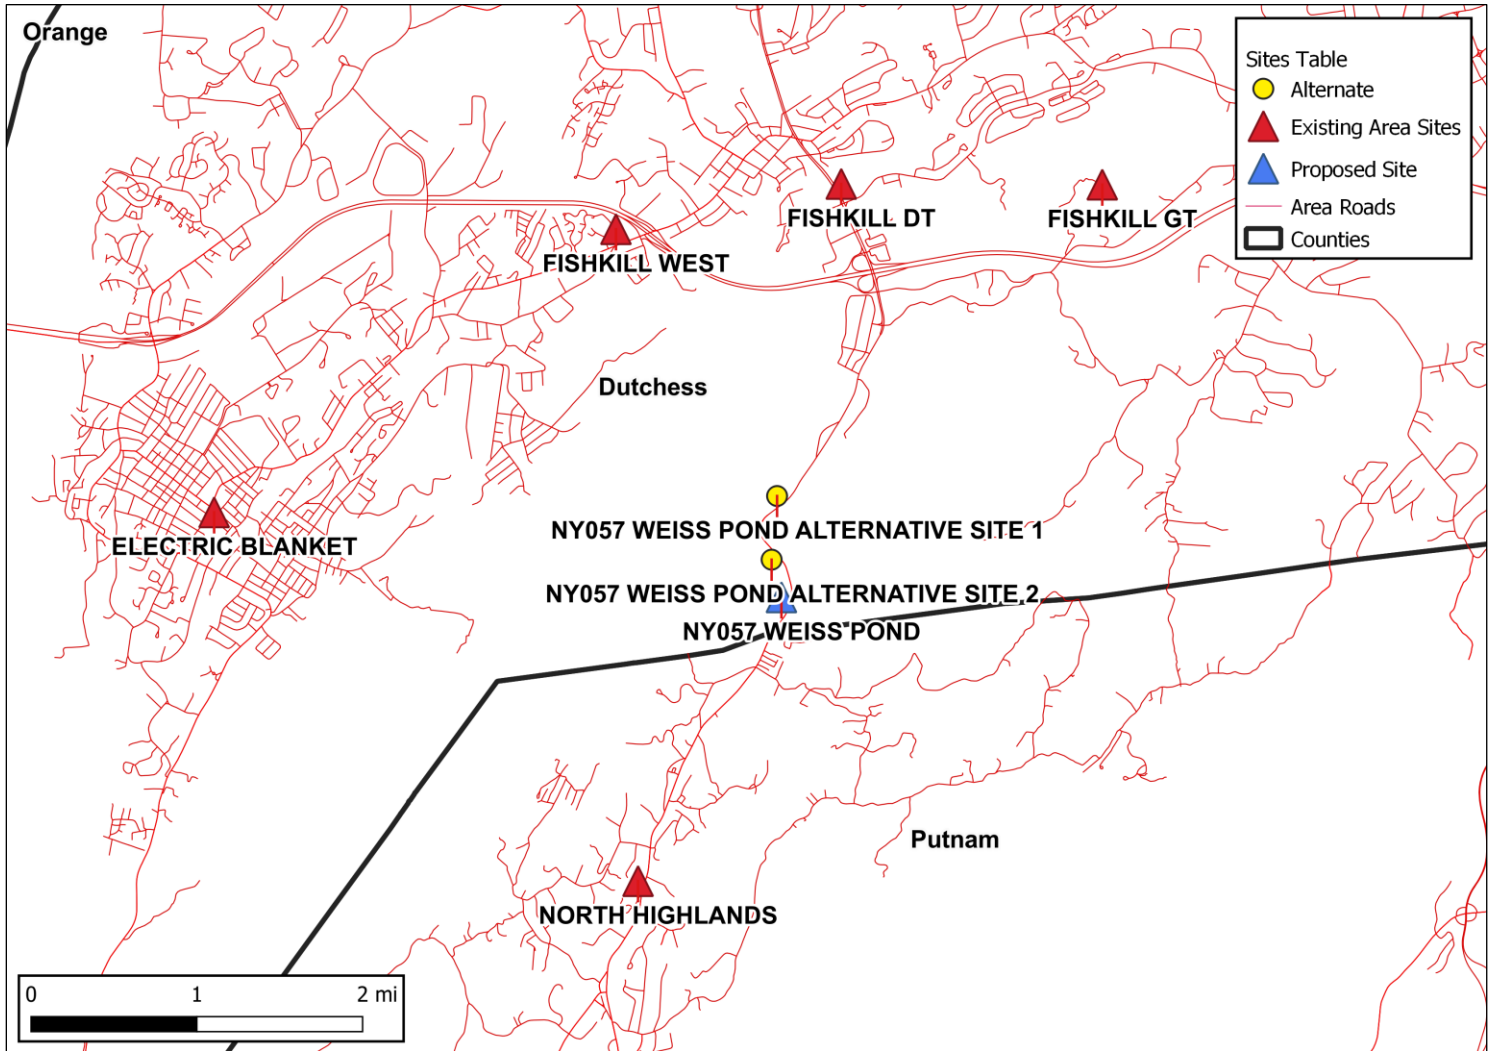 Orange
Sites Table
Alternate
Existing Area Sites
Proposed Site
Area Roads
Counties
FISHKILL DT
FISHKILL GT
FISHKILL WEST
Dutchess
NY057 WEISS POND ALTERNATIVE SITE 1
ELECTRIC BLANKET
NY057 WEISS POND ALTERNATIVE SITE 2
NY057 WEISS POND
Putnam
NORTH HIGHLANDS
0 1 2 mi